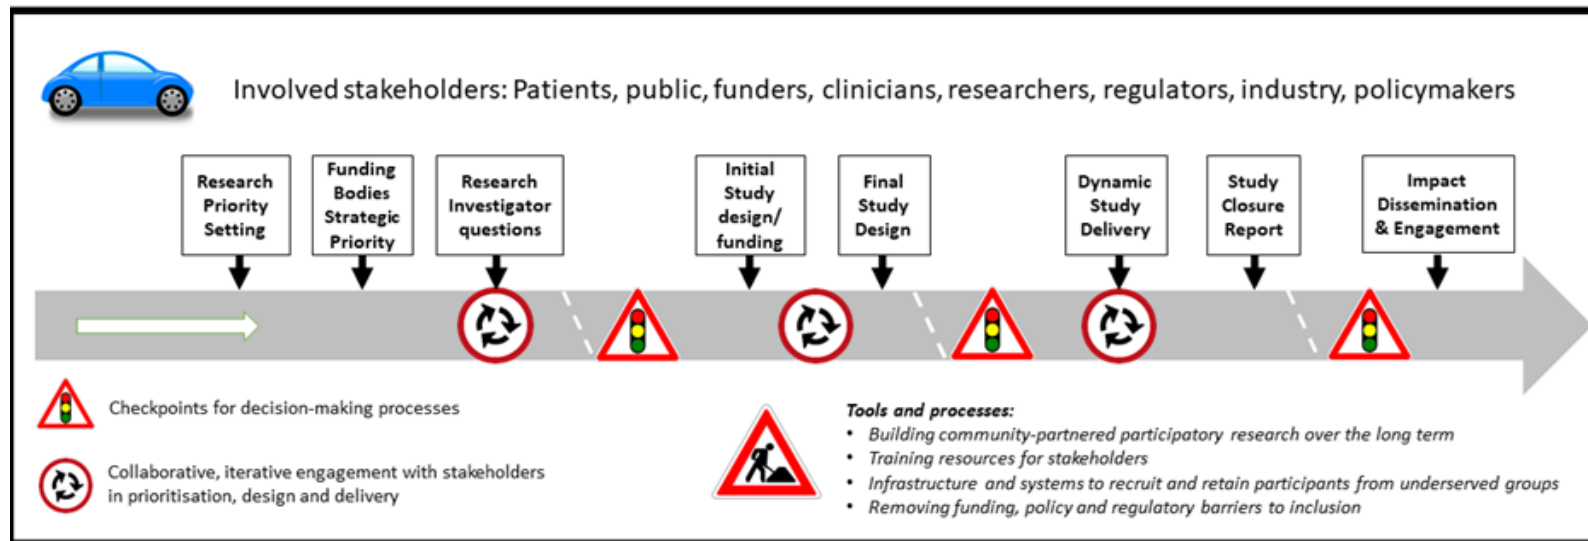 Involved stakeholders: Patients, public, funders, clinicians, researchers, regulators, industry, policymakers
Research
Priority
Setting
Funding
Bodies
Strategic
Priority
Research
Investigator
questions
Initial
Study
design/
funding
Final
Study
Design
Dynamic
Study
Delivery
Study
Closure
Report
Impact
Dissemination
& Engagement
Checkpoints for decision-making processes
Collaborative, iterative engagement with stakeholders
in prioritisation, design and delivery
Tools and processes:
• Building community-partnered participatory research over the long term
• Training resources for stakeholders
• Infrastructure and systems to recruit and retain participants from underserved groups
• Removing funding, policy and regulatory barriers to inclusion